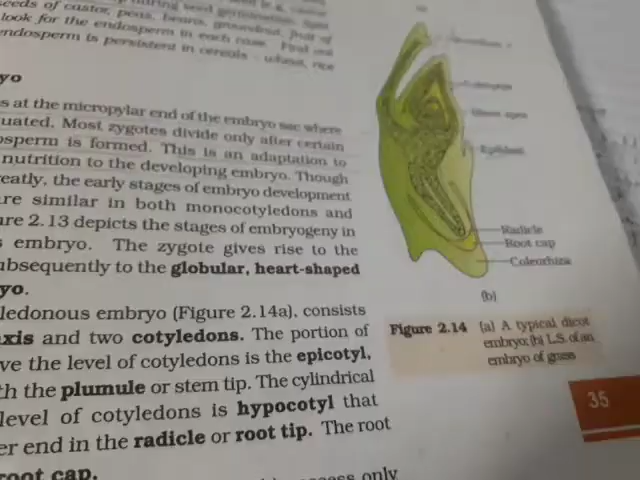 seeds of castor, peas, beans, groundnut, fruit of
look for the endosperm in each case. Find out
endosperm is persistent in cereals - wheat, rice
yo
s at the micropylar end of the embryo sac where
uated. Most zygotes divide only after certain
osperm is formed. This is an adaptation to
nutrition to the developing embryo. Though
eatly, the early stages of embryo development
re similar in both monocotyledons and
ure 2.13 depicts the stages of embryogeny in
s embryo. The zygote gives rise to the
ubsequently to the globular, heart-shaped
yo.
ledonous embryo (Figure 2.14a), consists
xis and two cotyledons. The portion of
ve the level of cotyledons is the epicotyl,
th the plumule or stem tip. The cylindrical
level of cotyledons is hypocotyl that
er end in the radicle or root tip. The root
root cap.
only
Shoot apex
Epiblast
Radicle
Root cap
Coleorhiza
(b)
Figure 2.14 (a) A typical dicot
embryo; (b) L.S. of an
embryo of grass
35